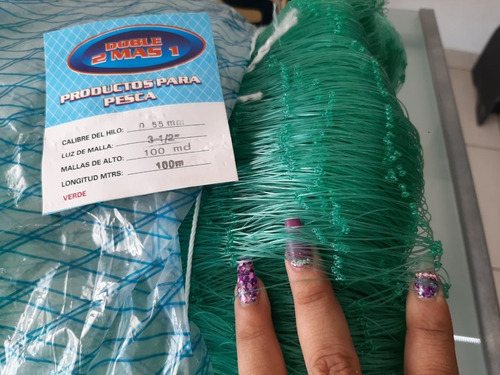 DOBLE
2 MAS 1
PRODUCTOS PARA
PESCA
CALIBRE DEL HILO: 0 55 mm
LUZ DE MALLA: 3-1/2"
MALLAS DE ALTO: 100 md
LONGITUD MTRS: 100m
VERDE